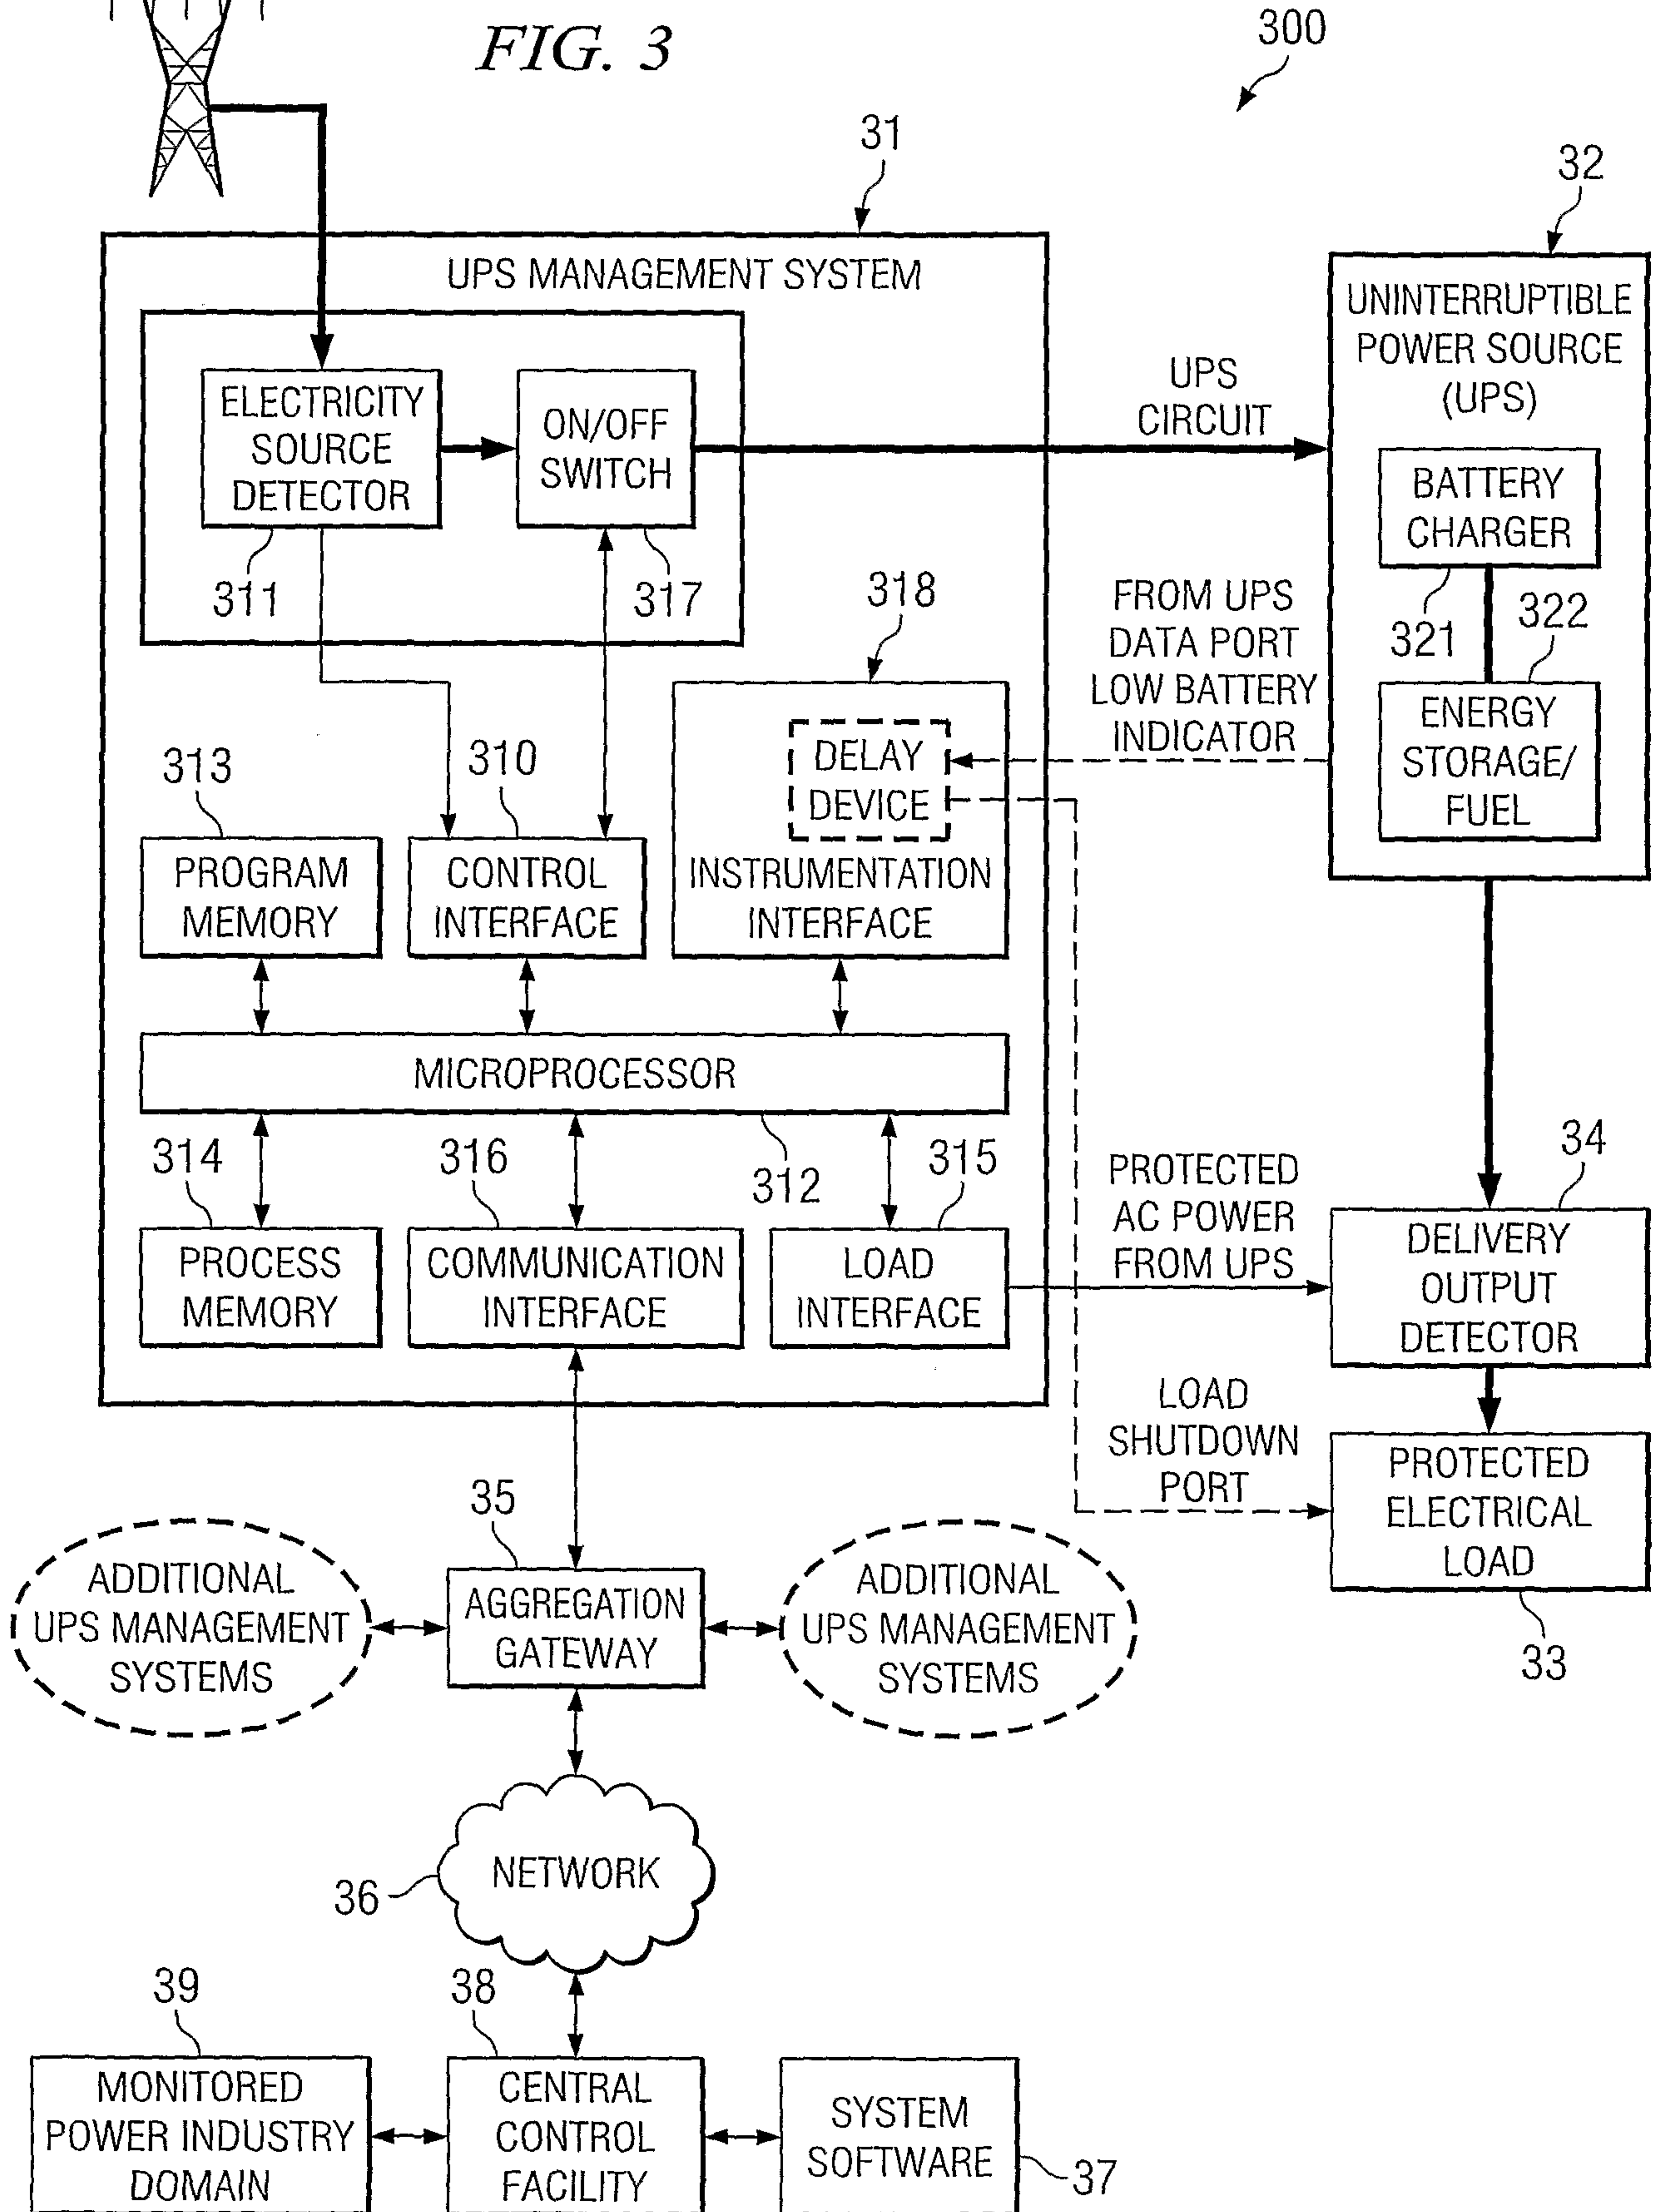 FIG. 3
300
31
32
UPS MANAGEMENT SYSTEM
UNINTERRUPTIBLE
POWER SOURCE
(UPS)
ELECTRICITY
SOURCE
DETECTOR
ON/OFF
SWITCH
UPS
CIRCUIT
BATTERY
CHARGER
311
317
318
FROM UPS
DATA PORT
LOW BATTERY
INDICATOR
321
322
ENERGY
STORAGE/
FUEL
DELAY
DEVICE
313
310
PROGRAM
MEMORY
CONTROL
INTERFACE
INSTRUMENTATION
INTERFACE
MICROPROCESSOR
314
316
312
315
PROTECTED
AC POWER
FROM UPS
34
PROCESS
MEMORY
COMMUNICATION
INTERFACE
LOAD
INTERFACE
DELIVERY
OUTPUT
DETECTOR
LOAD
SHUTDOWN
PORT
PROTECTED
ELECTRICAL
LOAD
33
35
ADDITIONAL
UPS MANAGEMENT
SYSTEMS
AGGREGATION
GATEWAY
ADDITIONAL
UPS MANAGEMENT
SYSTEMS
NETWORK
36
39
38
MONITORED
POWER INDUSTRY
DOMAIN
CENTRAL
CONTROL
FACILITY
SYSTEM
SOFTWARE
37